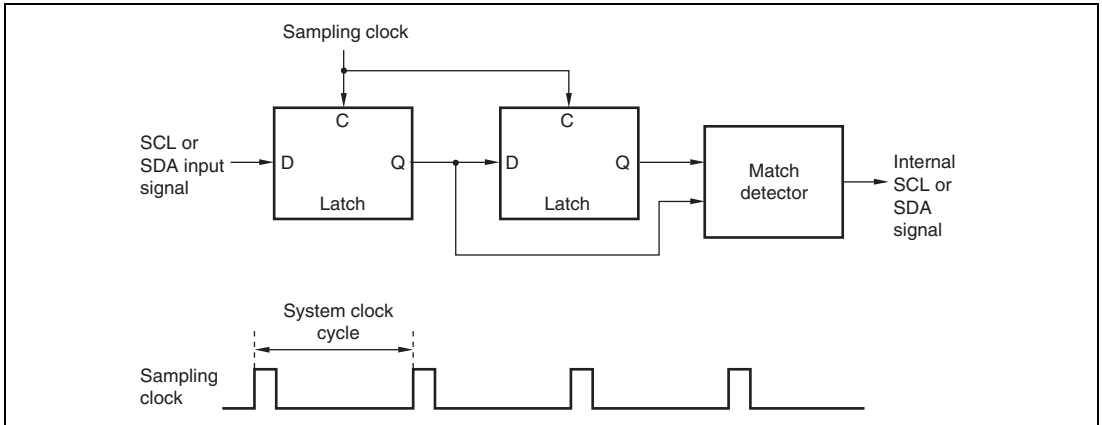 Sampling clock
C
C
SCL or
SDA input
signal
D
Q
D
Q
Latch
Latch
Match
detector
Internal
SCL or
SDA
signal
System clock
cycle
Sampling
clock